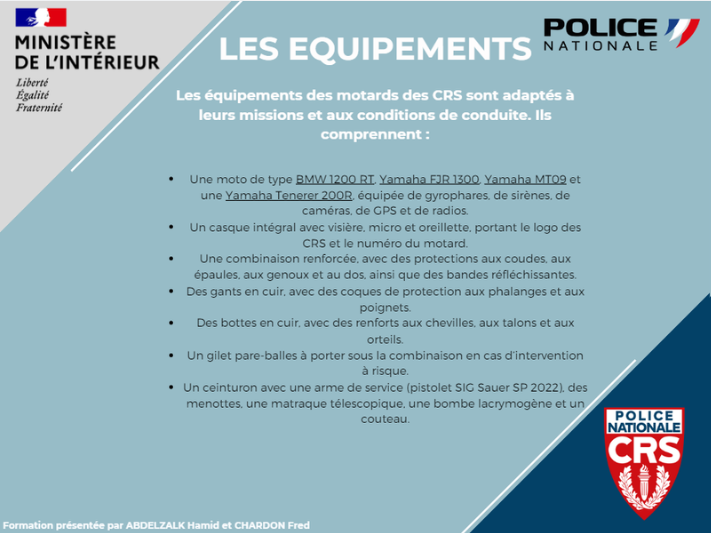 MINISTÈRE
DE L'INTÉRIEUR
Liberté
Égalité
Fraternité
LES EQUIPEMENTS
POLICE
NATIONALE
Les équipements des motards des CRS sont adaptés à
leurs missions et aux conditions de conduite. Ils
comprennent :
• Une moto de type BMW 1200 RT, Yamaha FJR 1300, Yamaha MT09 et
une Yamaha Tenerer 200R, équipée de gyrophares, de sirènes, de
caméras, de GPS et de radios.
• Un casque intégral avec visière, micro et oreillette, portant le logo des
CRS et le numéro du motard.
• Une combinaison renforcée, avec des protections aux coudes, aux
épaules, aux genoux et au dos, ainsi que des bandes réfléchissantes.
• Des gants en cuir, avec des coques de protection aux phalanges et aux
poignets.
• Des bottes en cuir, avec des renforts aux chevilles, aux talons et aux
orteils.
• Un gilet pare-balles à porter sous la combinaison en cas d'intervention
à risque.
• Un ceinturon avec une arme de service (pistolet SIG Sauer SP 2022), des
menottes, une matraque télescopique, une bombe lacrymogène et un
couteau.
POLICE
NATIONALE
CRS
Formation présentée par ABDELZALK Hamid et CHARDON Fred